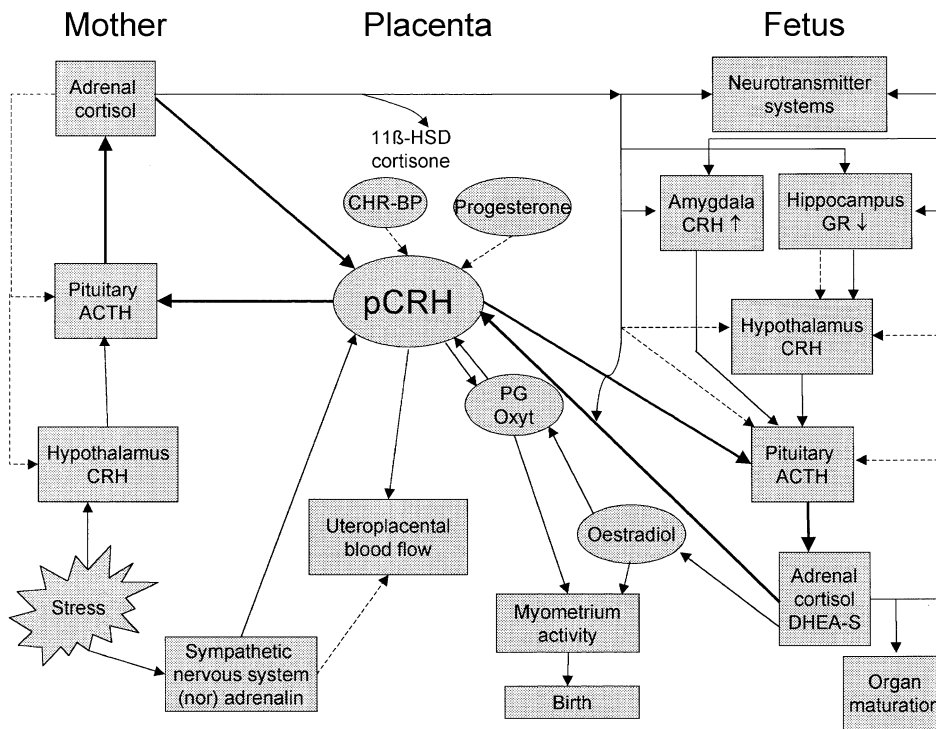 Mother
Placenta
Fetus
Adrenal
cortisol
Neurotransmitter
systems
11ß-HSD
cortisone
CHR-BP
Progesterone
Amygdala
CRH ↑
Hippocampus
GR ↓
Pituitary
ACTH
pCRH
Hypothalamus
CRH
PG
Oxyt
Hypothalamus
CRH
Pituitary
ACTH
Uteroplacental
blood flow
Oestradiol
Stress
Adrenal
cortisol
DHEA-S
Myometrium
activity
Sympathetic
nervous system
(nor) adrenalin
Birth
Organ
maturation